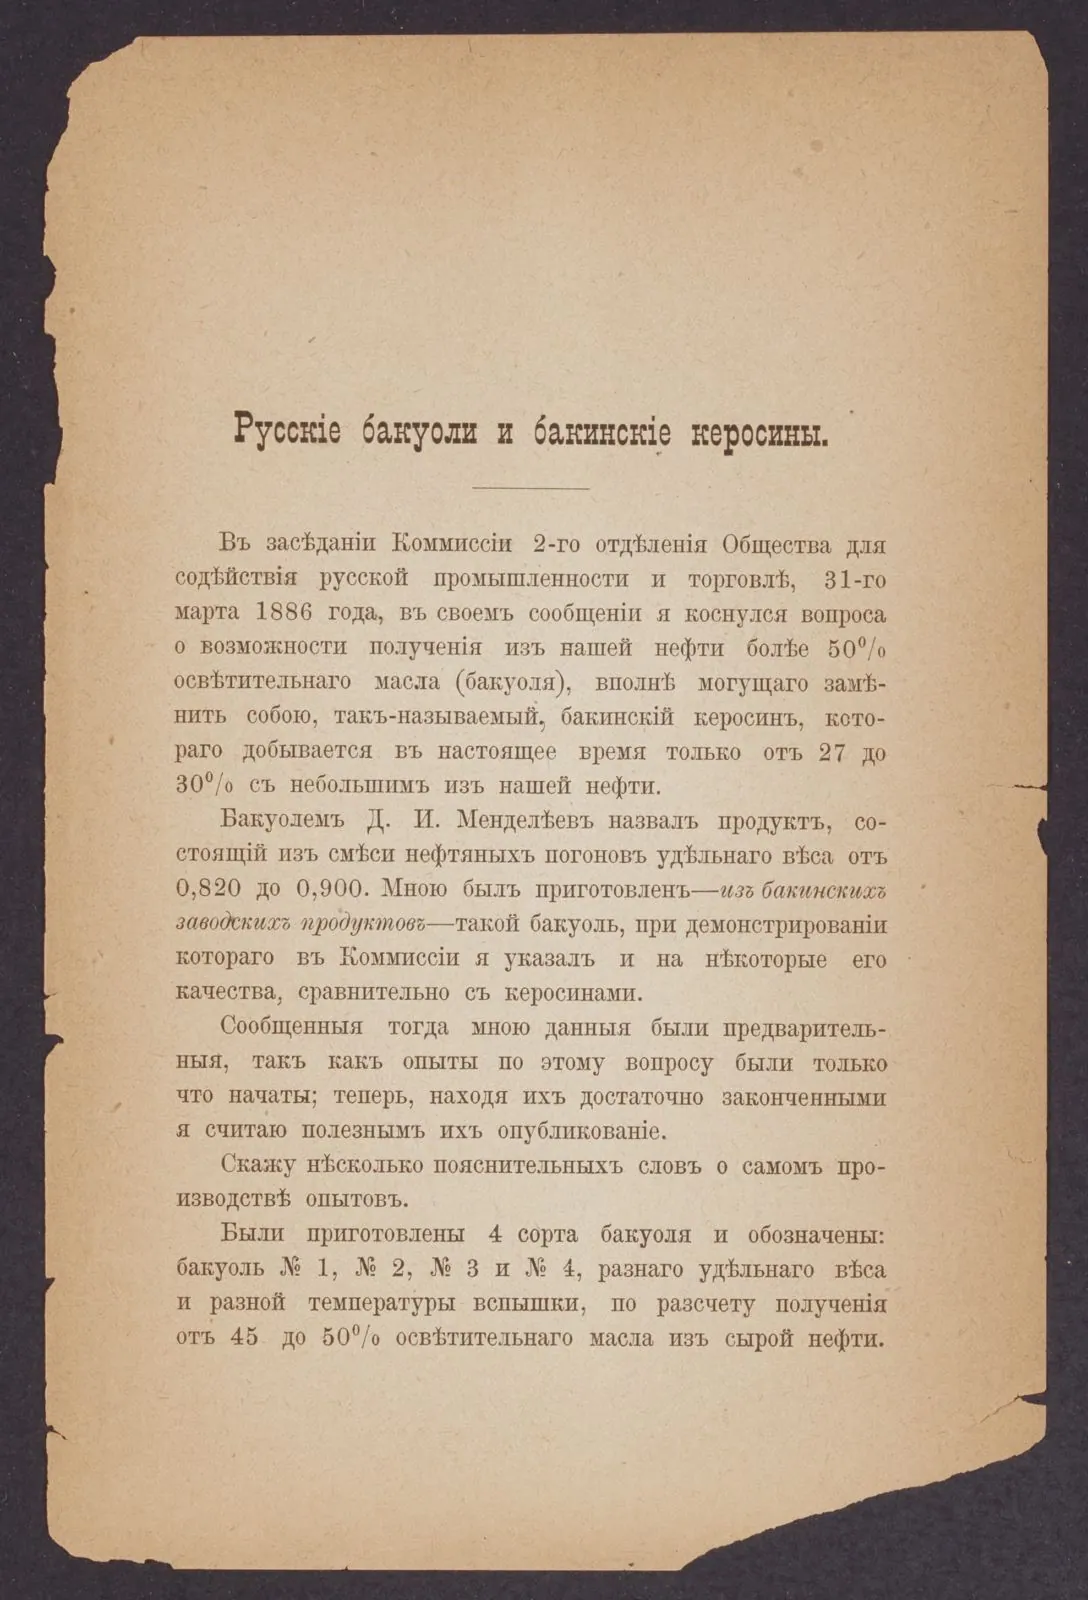 Русскіе бакуоли и бакинскіе керосины.
Въ засѣданіи Коммиссіи 2-го отдѣленія Общества для
содѣйствія русской промышленности и торговлѣ, 31-го
марта 1886 года, въ своемъ сообщеніи я коснулся вопроса
о возможности полученія изъ нашей нефти болѣе 50%
освѣтительнаго масла (бакуоля), вполнѣ могущаго замѣ-
нить собою, такъ-называемый, бакинскій керосинъ, кото-
раго добывается въ настоящее время только отъ 27 до
30% съ небольшимъ изъ нашей нефти.
Бакуолемъ Д. И. Менделѣевъ назвалъ продуктъ, со-
стоящій изъ смѣси нефтяныхъ погоновъ удѣльнаго вѣса отъ
0,820 до 0,900. Мною былъ приготовленъ—изъ бакинскихъ
заводскихъ продуктовъ—такой бакуоль, при демонстрированіи
котораго въ Коммиссіи я указалъ и на нѣкоторые его
качества, сравнительно съ керосинами.
Сообщенныя тогда мною данныя были предваритель-
ныя, такъ какъ опыты по этому вопросу были только
что начаты; теперь, находя ихъ достаточно законченными
я считаю полезнымъ ихъ опубликованіе.
Скажу нѣсколько пояснительныхъ словъ о самомъ про-
изводствѣ опытовъ.
Были приготовлены 4 сорта бакуоля и обозначены:
бакуоль № 1, № 2, № 3 и № 4, разнаго удѣльнаго вѣса
и разной температуры вспышки, по разсчету полученія
отъ 45 до 50% освѣтительнаго масла изъ сырой нефти.